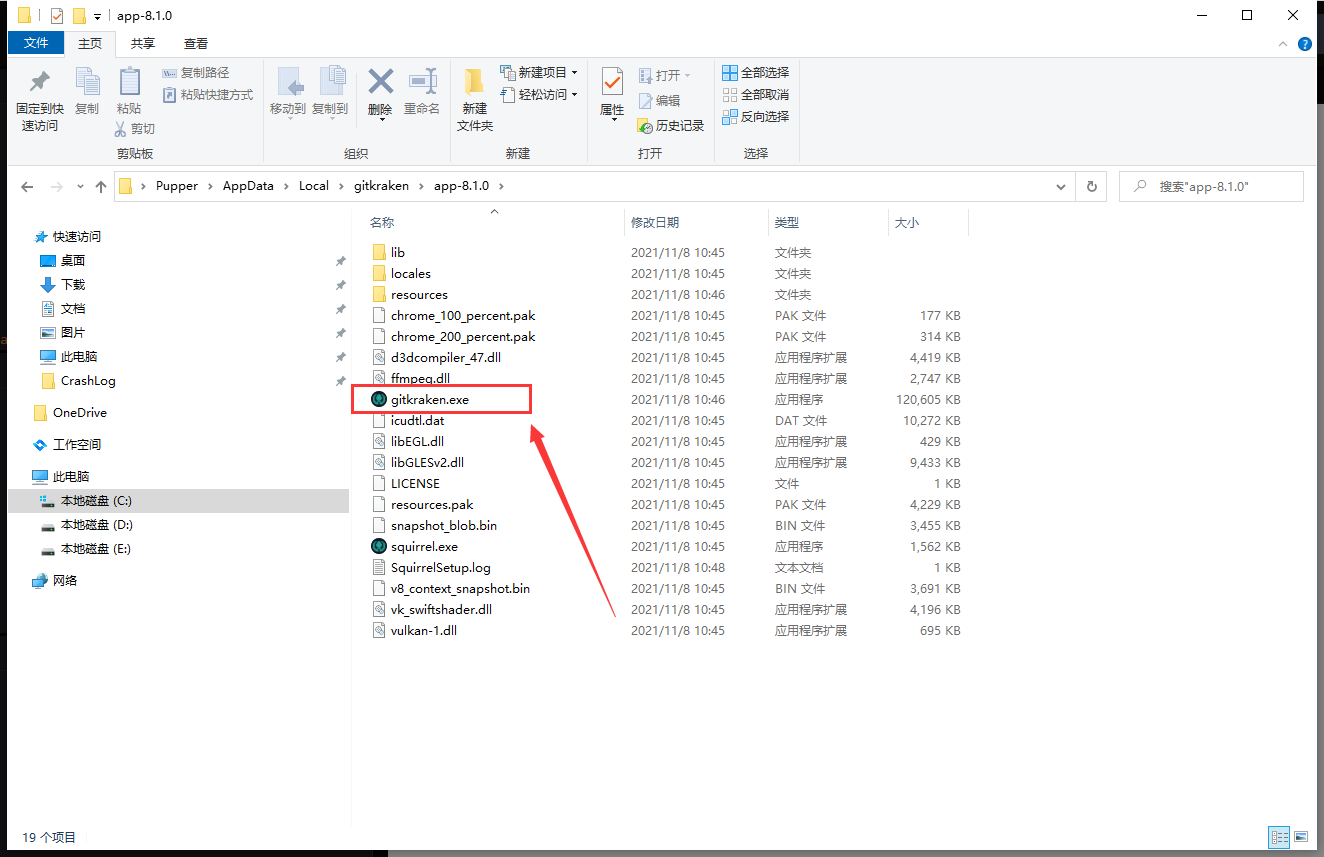 app-8.1.0
文件 主页 共享 查看
固定到快速访问
复制
粘贴
复制路径
粘贴快捷方式
剪切
剪贴板
移动到
复制到
删除
重命名
组织
新建文件夹
新建项目
轻松访问
新建
属性
打开
编辑
历史记录
打开
全部选择
全部取消
反向选择
选择
Pupper › AppData › Local › gitkraken › app-8.1.0 ›
搜索"app-8.1.0"
快速访问
桌面
下载
文档
图片
此电脑
CrashLog
OneDrive
工作空间
此电脑
本地磁盘 (C:)
本地磁盘 (D:)
本地磁盘 (E:)
网络
名称 修改日期 类型 大小
lib 2021/11/8 10:45 文件夹
locales 2021/11/8 10:45 文件夹
resources 2021/11/8 10:46 文件夹
chrome_100_percent.pak 2021/11/8 10:45 PAK 文件 177 KB
chrome_200_percent.pak 2021/11/8 10:45 PAK 文件 314 KB
d3dcompiler_47.dll 2021/11/8 10:45 应用程序扩展 4,419 KB
ffmpeg.dll 2021/11/8 10:45 应用程序扩展 2,747 KB
gitkraken.exe 2021/11/8 10:46 应用程序 120,605 KB
icudtl.dat 2021/11/8 10:45 DAT 文件 10,272 KB
libEGL.dll 2021/11/8 10:45 应用程序扩展 429 KB
libGLESv2.dll 2021/11/8 10:45 应用程序扩展 9,433 KB
LICENSE 2021/11/8 10:45 文件 1 KB
resources.pak 2021/11/8 10:45 PAK 文件 4,229 KB
snapshot_blob.bin 2021/11/8 10:45 BIN 文件 3,455 KB
squirrel.exe 2021/11/8 10:45 应用程序 1,562 KB
SquirrelSetup.log 2021/11/8 10:48 文本文档 1 KB
v8_context_snapshot.bin 2021/11/8 10:45 BIN 文件 3,691 KB
vk_swiftshader.dll 2021/11/8 10:45 应用程序扩展 4,196 KB
vulkan-1.dll 2021/11/8 10:45 应用程序扩展 695 KB
19 个项目